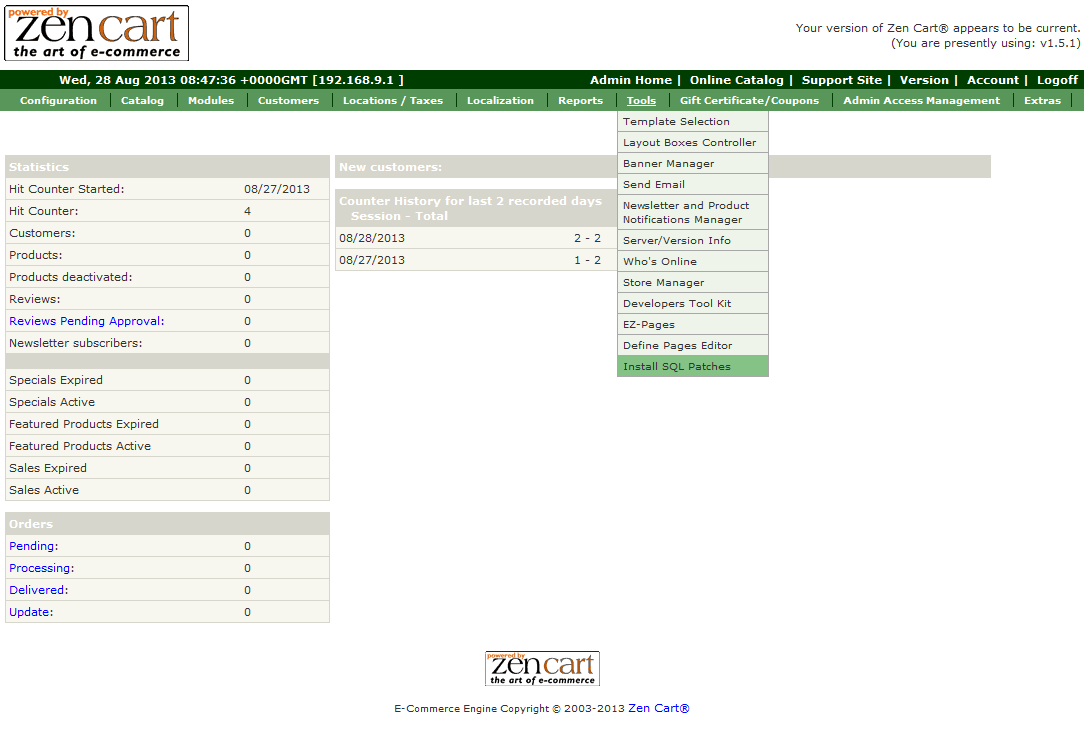 powered by
zen cart
the art of e-commerce
Your version of Zen Cart® appears to be current.
(You are presently using: v1.5.1)
Wed, 28 Aug 2013 08:47:36 +0000GMT [192.168.9.1 ]
Admin Home | Online Catalog | Support Site | Version | Account | Logoff
Configuration Catalog Modules Customers Locations / Taxes Localization Reports Tools Gift Certificate/Coupons Admin Access Management Extras
Template Selection
Layout Boxes Controller
Banner Manager
Send Email
Newsletter and Product
Notifications Manager
Server/Version Info
Who's Online
Store Manager
Developers Tool Kit
EZ-Pages
Define Pages Editor
Install SQL Patches
Statistics
Hit Counter Started: 08/27/2013
Hit Counter: 4
Customers: 0
Products: 0
Products deactivated: 0
Reviews: 0
Reviews Pending Approval: 0
Newsletter subscribers: 0
Specials Expired 0
Specials Active 0
Featured Products Expired 0
Featured Products Active 0
Sales Expired 0
Sales Active 0
Orders
Pending: 0
Processing: 0
Delivered: 0
Update: 0
New customers:
Counter History for last 2 recorded days
Session - Total
08/28/2013 2 - 2
08/27/2013 1 - 2
powered by
zen cart
the art of e-commerce
E-Commerce Engine Copyright © 2003-2013 Zen Cart®